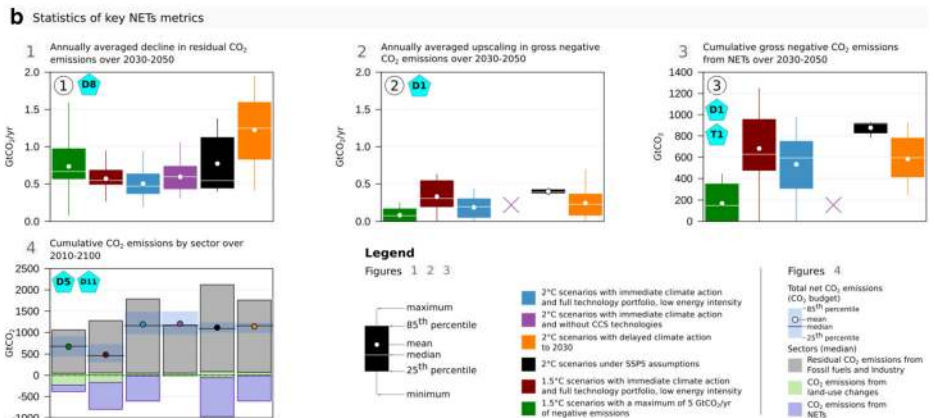 b Statistics of key NETs metrics
1 Annually averaged decline in residual CO2
emissions over 2030-2050
2.0
1.5
1.0
0.5
0.0
GtCO2/yr
1 D8
2 Annually averaged upscaling in gross negative
CO2 emissions over 2030-2050
2.0
1.5
1.0
0.5
0.0
GtCO2/yr
2 D1
3 Cumulative gross negative CO2 emissions
from NETs over 2030-2050
1400
1200
1000
800
600
400
200
0
GtCO2
3
D1
T1
4 Cumulative CO2 emissions by sector over
2010-2100
2500
2000
1500
1000
500
0
-500
-1000
GtCO2
D5 D11
Legend
Figures 1 2 3
maximum
85th percentile
mean
median
25th percentile
minimum
2°C scenarios with immediate climate action
and full technology portfolio, low energy intensity
2°C scenarios with immediate climate action
and without CCS technologies
2°C scenarios with delayed climate action
to 2030
2°C scenarios under SSP5 assumptions
1.5°C scenarios with immediate climate action
and full technology portfolio, low energy intensity
1.5°C scenarios with a maximum of 5 GtCO2/yr
of negative emissions
Figures 4
Total net CO2 emissions
(CO2 budget)
85th percentile
mean
median
25th percentile
Sectors (median)
Residual CO2 emissions from
Fossil fuels and Industry
CO2 emissions from
land-use changes
CO2 emissions from
NETs